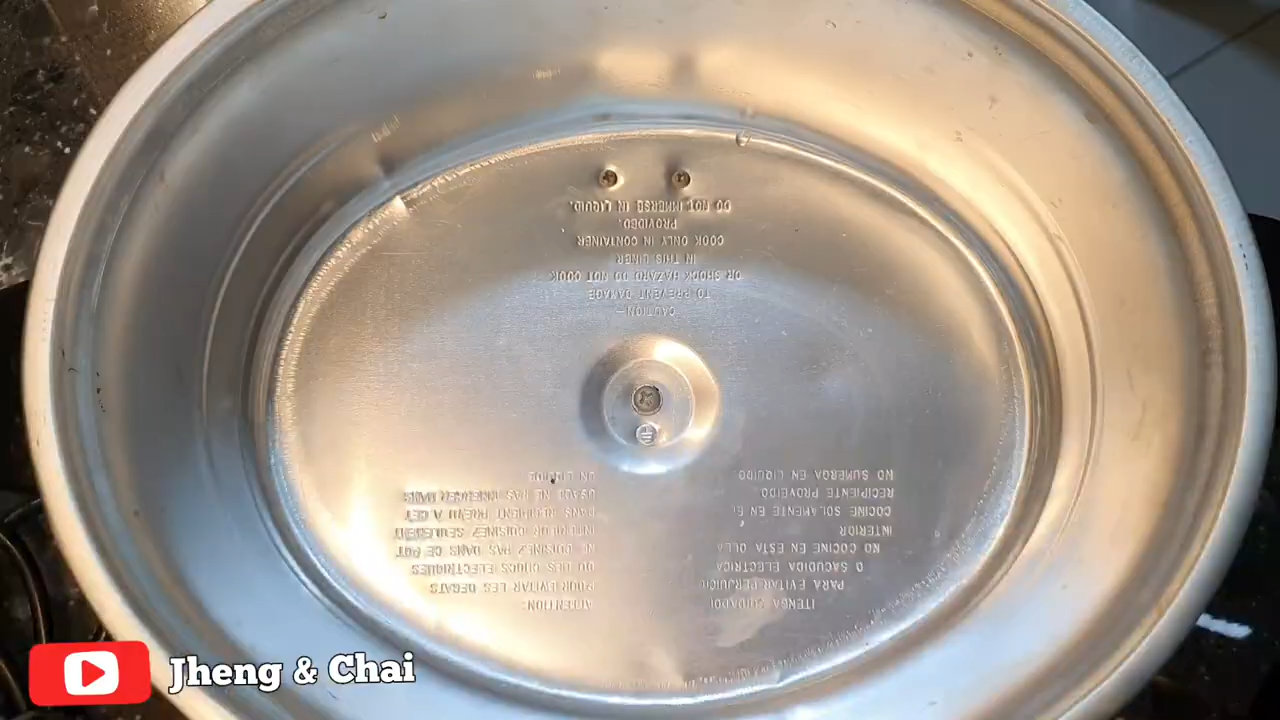 ¡TENGA CUIDADO!
PARA EVITAR PERJUICIO
O SACUDIDA ELECTRICA
NO COCINE EN ESTA OLLA
INTERIOR
COCINE SOLAMENTE EN EL
RECIPIENTE PROVEIDO.
NO SUMERGA EN LIQUIDO.
ATTENTION:
POUR EVITAR LES DEGATS
OU LES CHOCS ELECTRIQUES
NE CUISINEZ PAS DANS CE POT
INTERIEUR CUISINEZ SEULEMENT
DANS RECIPIENT PREVU A CET
USAGE NE PAS IMMERGER DANS
UN LIQUIDE
CAUTION—
TO PREVENT DAMAGE
OR SHOCK HAZARD DO NOT COOK
IN THIS LINER
COOK ONLY IN CONTAINER
PROVIDED.
DO NOT IMMERSE IN LIQUID.
Jheng & Chai